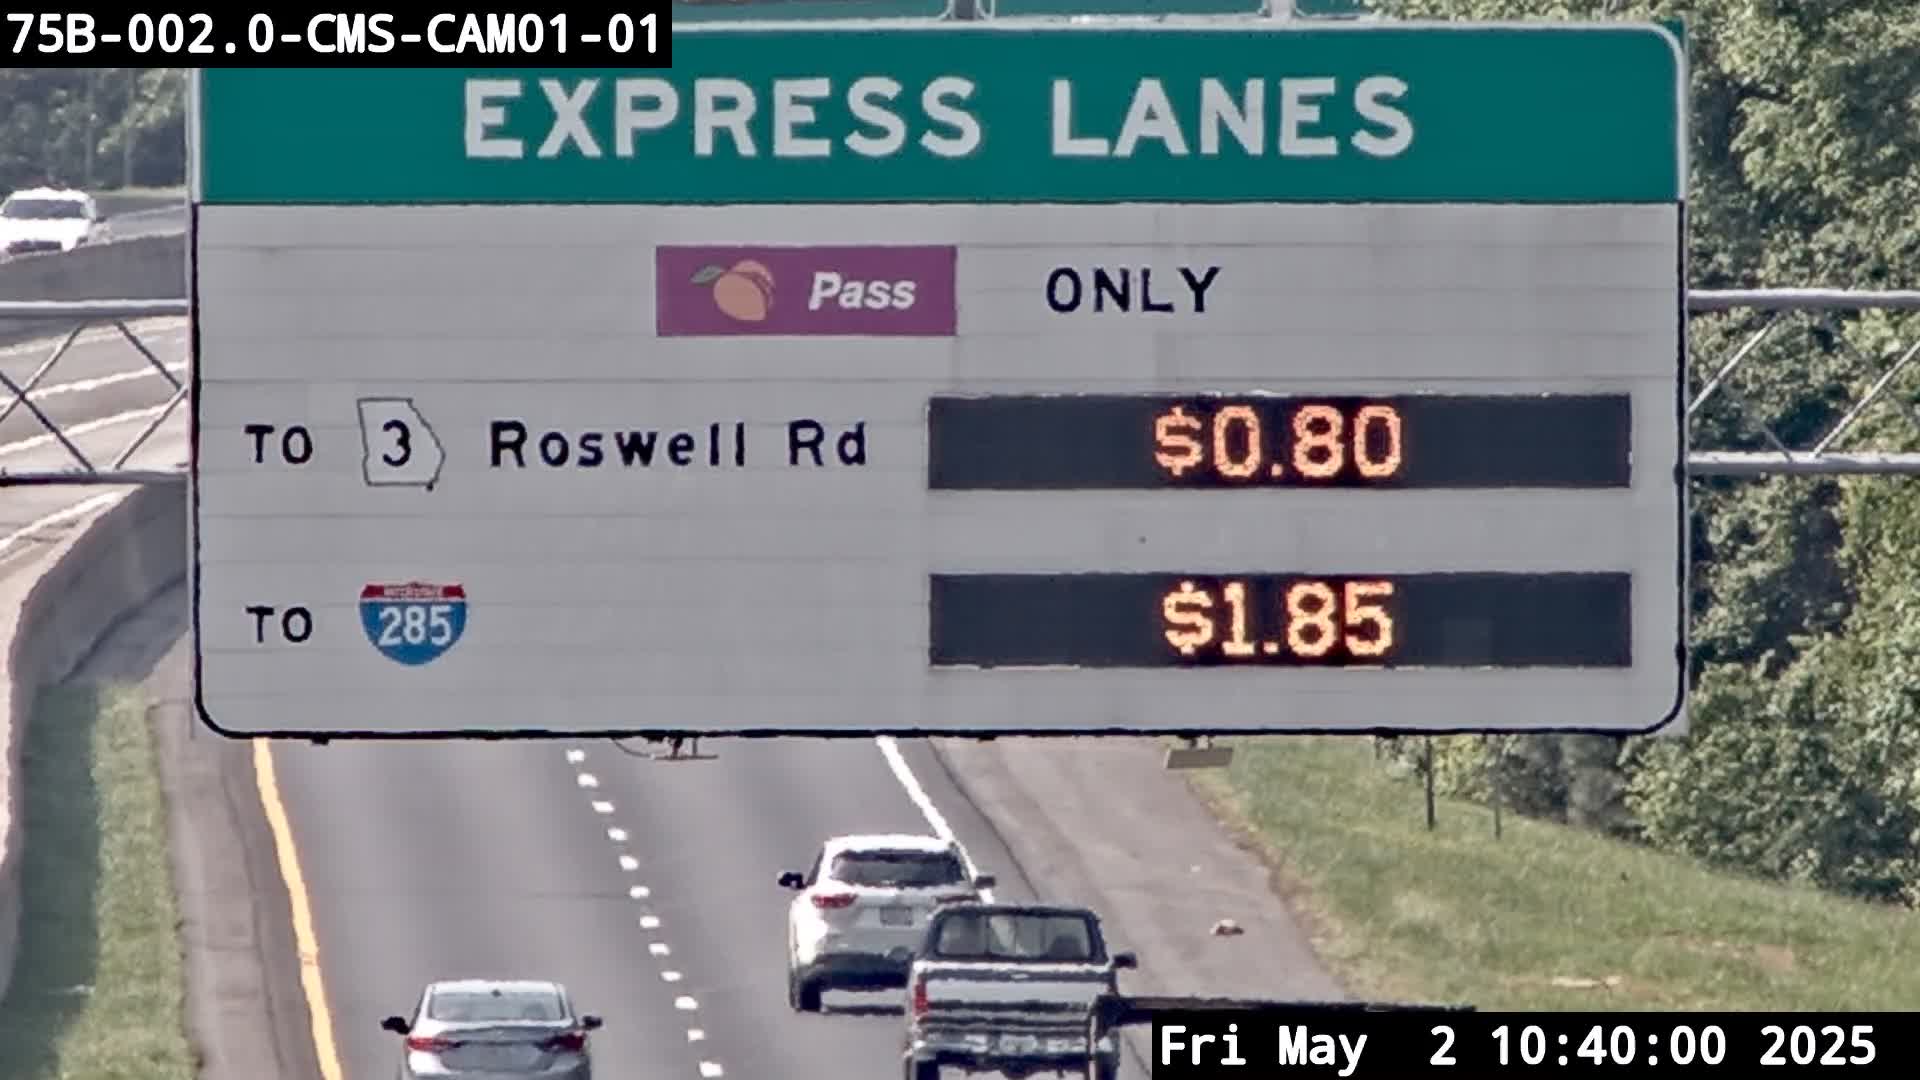 75B-002.0-CMS-CAM01-01
EXPRESS LANES
Pass ONLY
TO 3 Roswell Rd $0.80
TO 285 $1.85
Fri May 2 10:40:00 2025